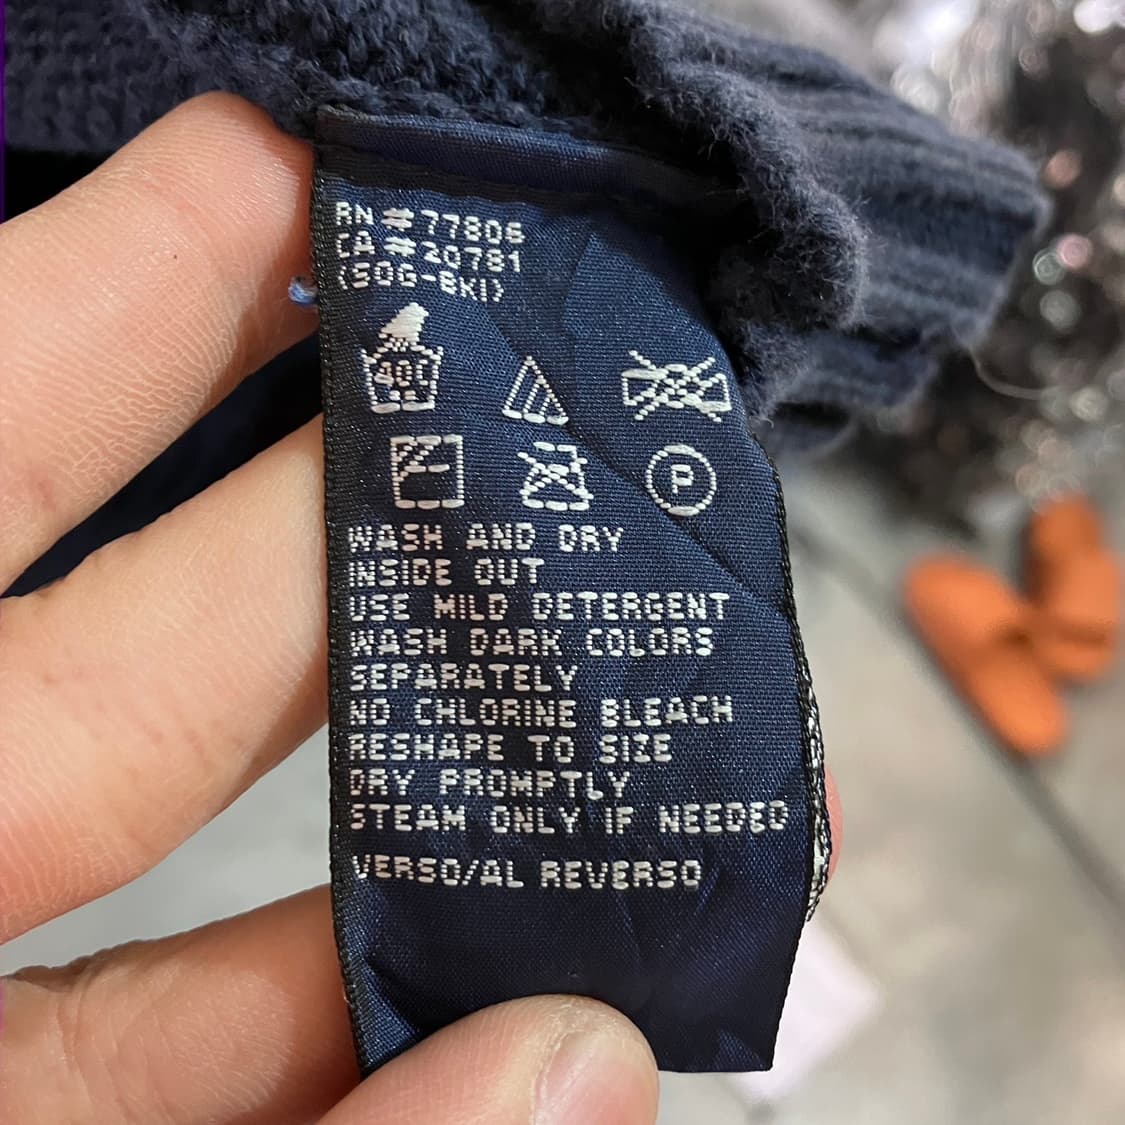 RN #77806
CA #20781
(SOG-SKI)
40
P
WASH AND DRY
INSIDE OUT
USE MILD DETERGENT
WASH DARK COLORS
SEPARATELY
NO CHLORINE BLEACH
RESHAPE TO SIZE
DRY PROMPTLY
STEAM ONLY IF NEEDED
VERSO/AL REVERSO